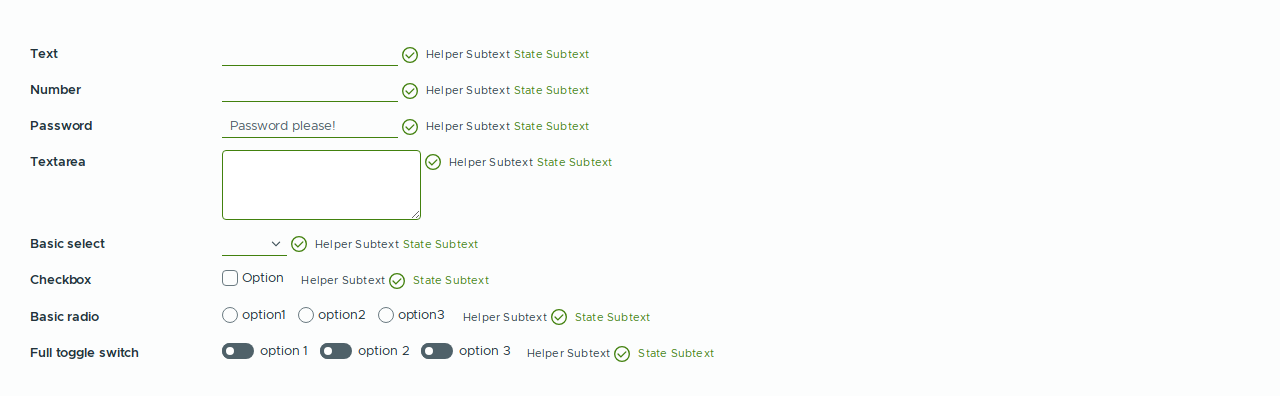 Text Helper Subtext State Subtext
Number Helper Subtext State Subtext
Password Password please! Helper Subtext State Subtext
Textarea Helper Subtext State Subtext
Basic select Helper Subtext State Subtext
Checkbox Option Helper Subtext State Subtext
Basic radio option1 option2 option3 Helper Subtext State Subtext
Full toggle switch option 1 option 2 option 3 Helper Subtext State Subtext